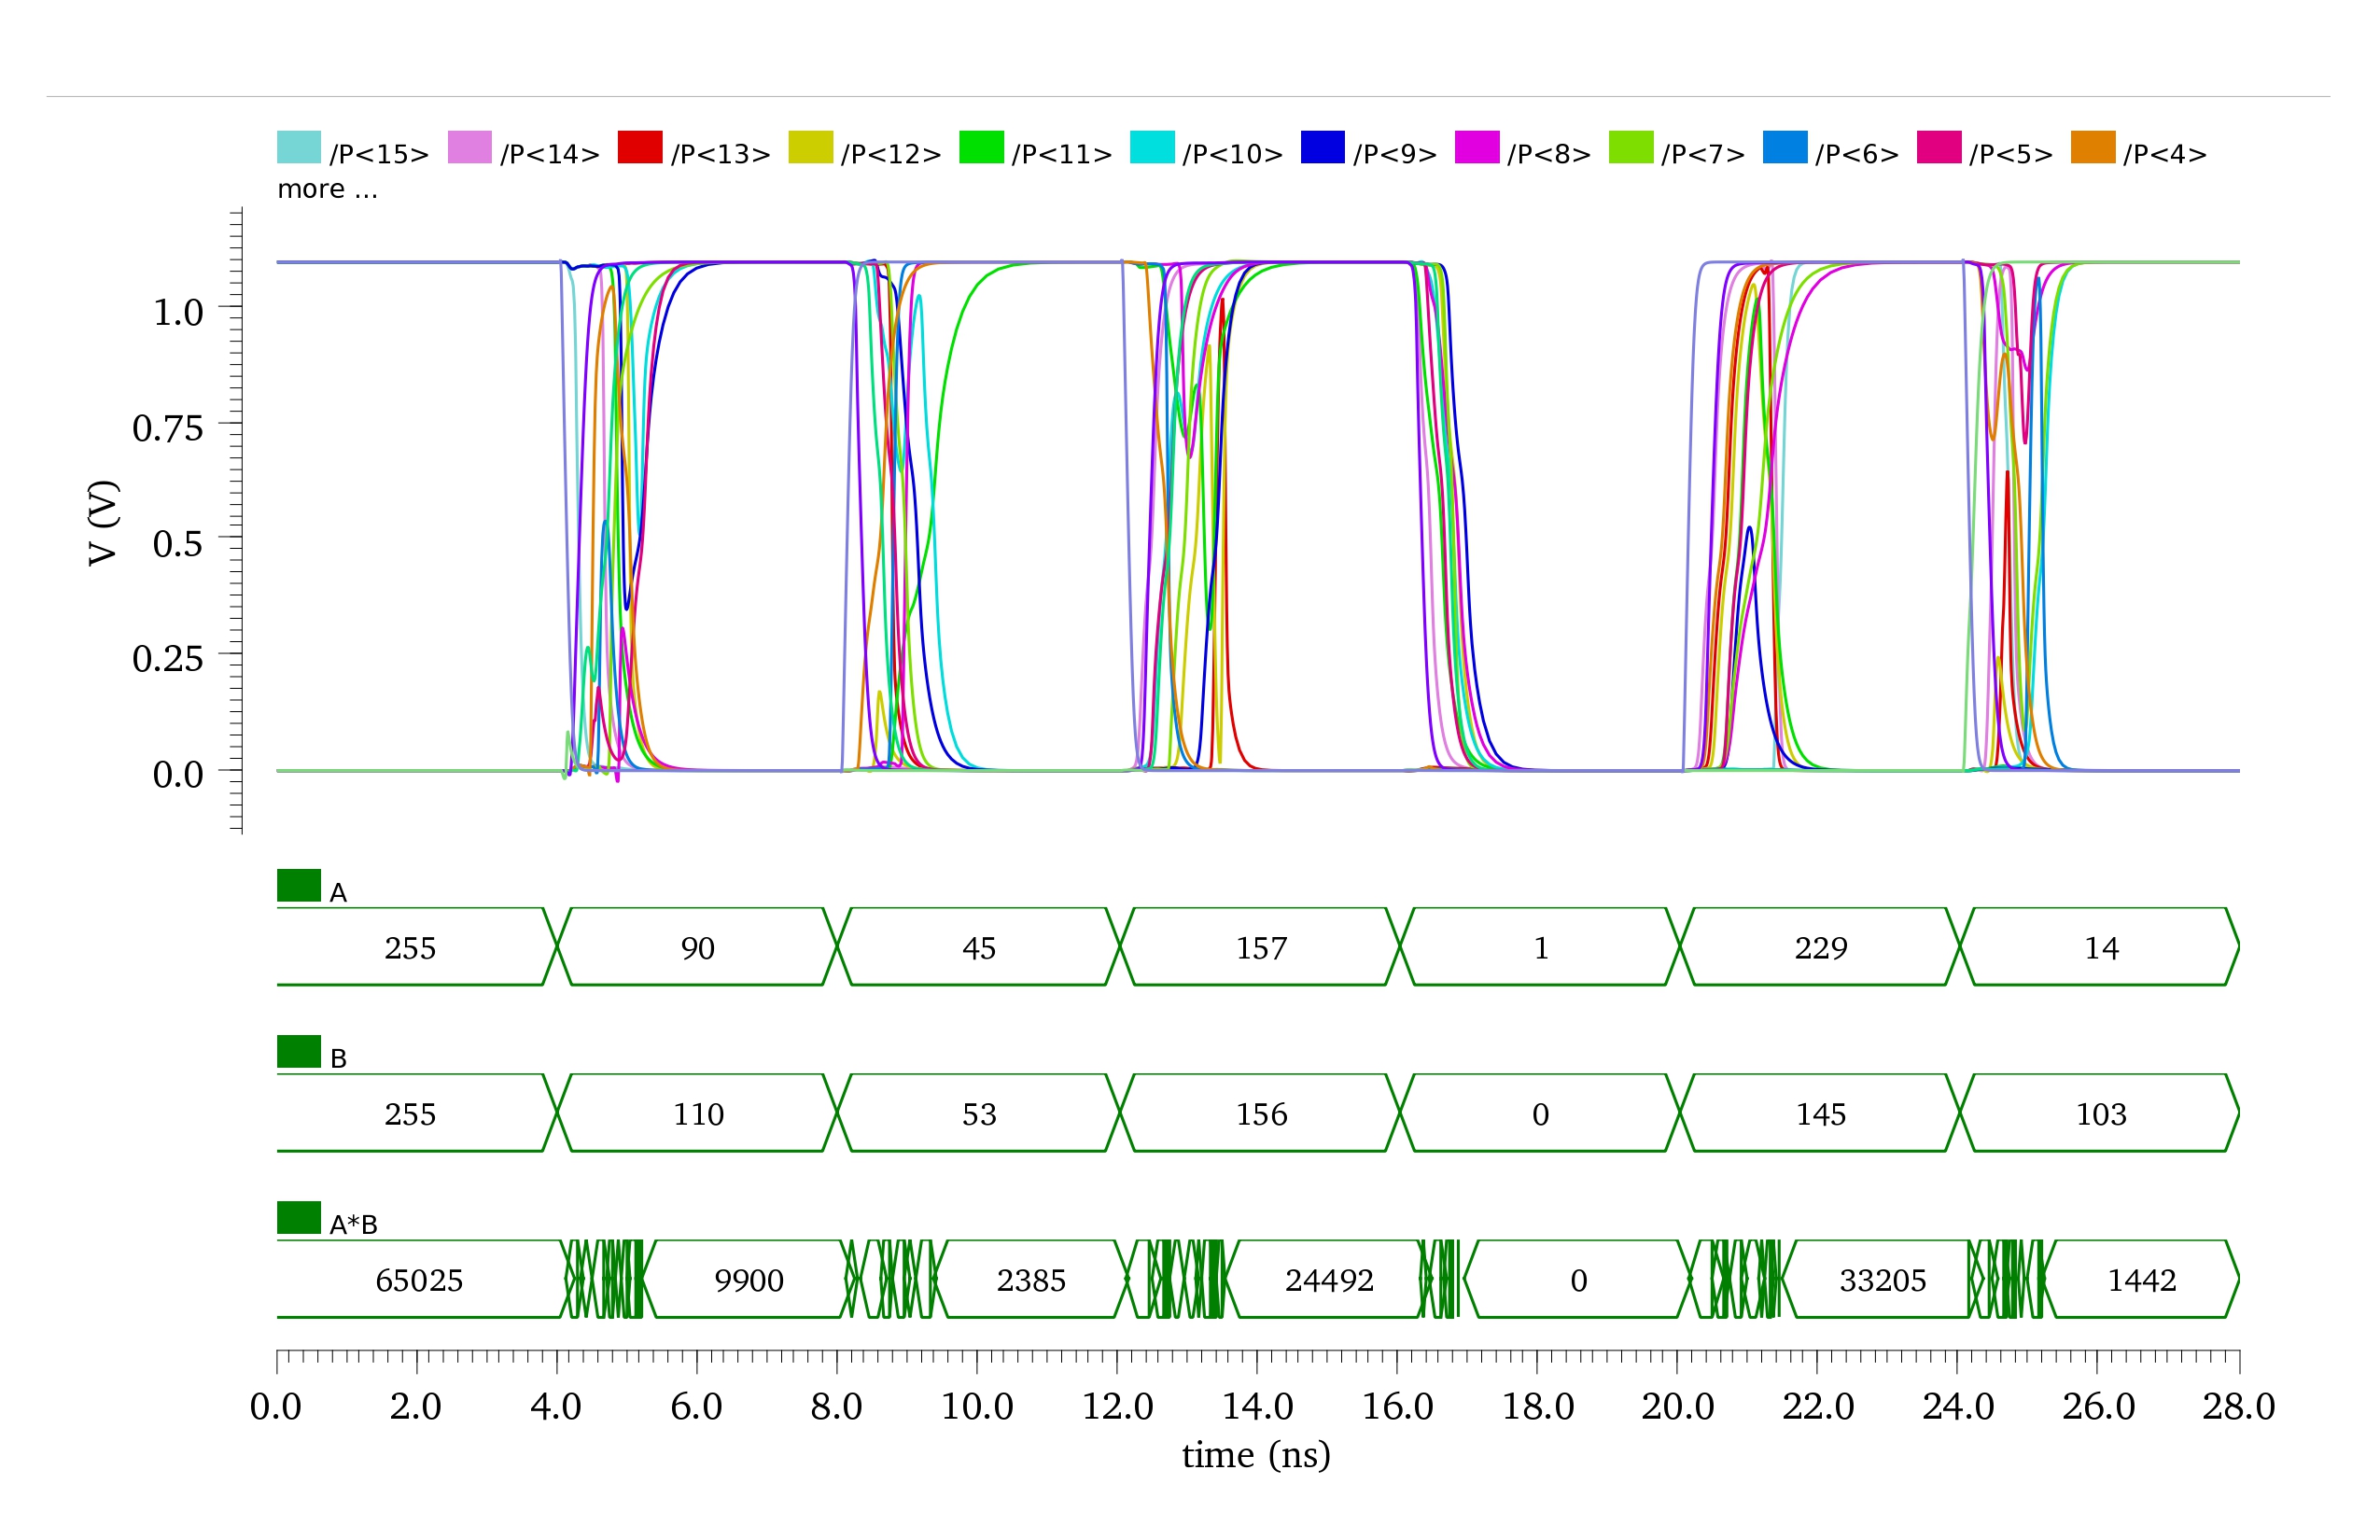 /P<15> /P<14> /P<13> /P<12> /P<11> /P<10> /P<9> /P<8> /P<7> /P<6> /P<5> /P<4>
more ...
1.0
0.75
0.5
0.25
0.0
V (V)
A
255 90 45 157 1 229 14
B
255 110 53 156 0 145 103
A*B
65025 9900 2385 24492 0 33205 1442
0.0 2.0 4.0 6.0 8.0 10.0 12.0 14.0 16.0 18.0 20.0 22.0 24.0 26.0 28.0
time (ns)